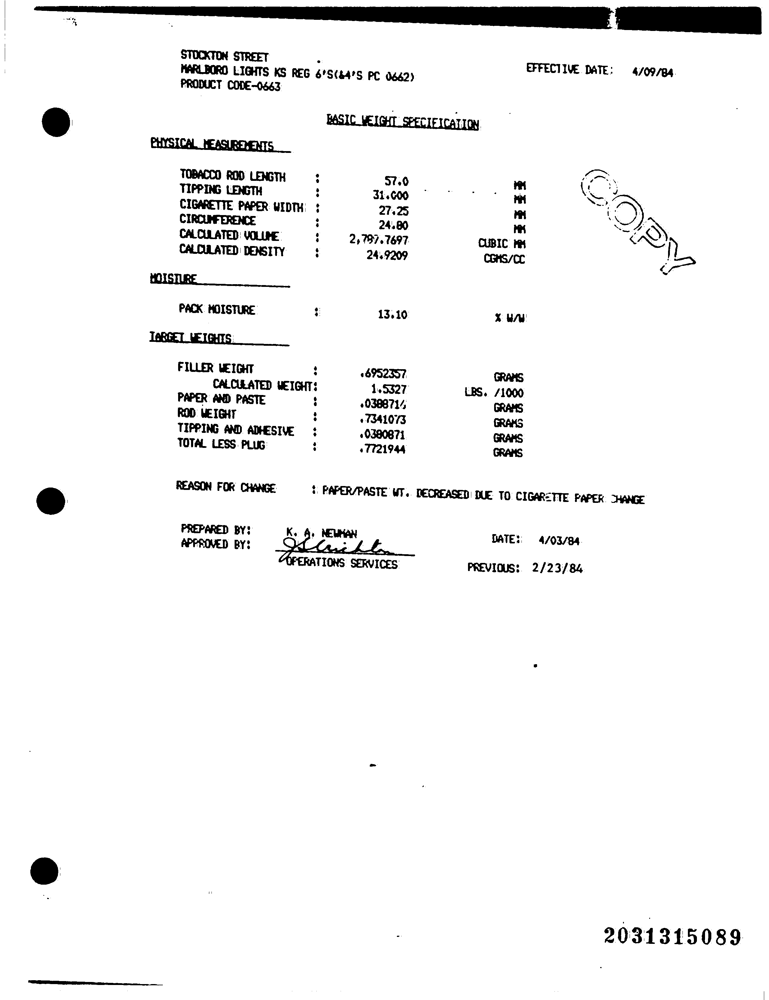 STOCKTON STREET
MARLBORO LIGHTS KS REG 6'S(&4'S PC 0662) EFFECTIVE DATE: 4/09/84
PRODUCT CODE-0663
BASIC WEIGHT SPECIFICATION
PHYSICAL MEASUREMENTS
TOBACCO ROD LENGTH : 57.0 MM
TIPPING LENGTH : 31.000 MM
CIGARETTE PAPER WIDTH : 27.25 MM
CIRCUMFERENCE : 24.80 MM
CALCULATED VOLUME : 2,789.7697 CUBIC MM
CALCULATED DENSITY : 24.9209 CGMS/CC
COPY
MOISTURE
PACK MOISTURE : 13.10 % W/W
TARGET WEIGHTS
FILLER WEIGHT : .6952357 GRAMS
CALCULATED WEIGHT: 1.5327 LBS. /1000
PAPER AND PASTE : .0388716 GRAMS
ROD WEIGHT : .7341073 GRAMS
TIPPING AND ADHESIVE : .0380871 GRAMS
TOTAL LESS PLUG : .7721944 GRAMS
REASON FOR CHANGE : PAPER/PASTE WT. DECREASED DUE TO CIGARETTE PAPER CHANGE
PREPARED BY: K. A. NEWMAN DATE: 4/03/84
APPROVED BY:
OPERATIONS SERVICES PREVIOUS: 2/23/84
2031315089